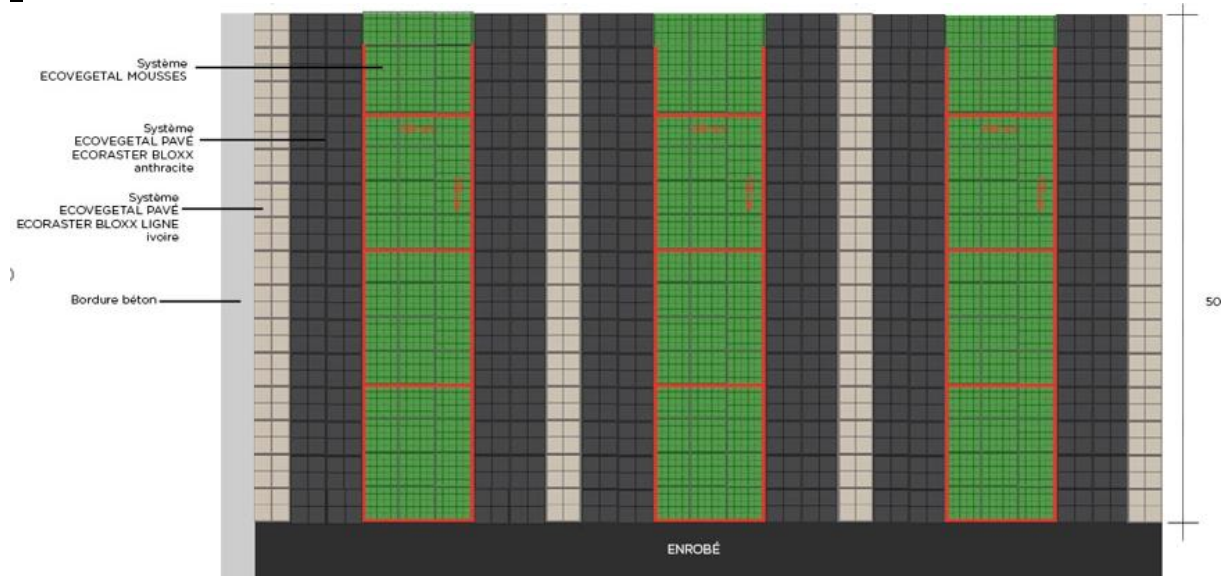 Système
ECOVEGETAL MOUSSES
Système
ECOVEGETAL PAVÉ
ECORASTER BLOXX
anthracite
Système
ECOVEGETAL PAVÉ
ECORASTER BLOXX LIGNE
ivoire
Bordure béton
50
ENROBÉ